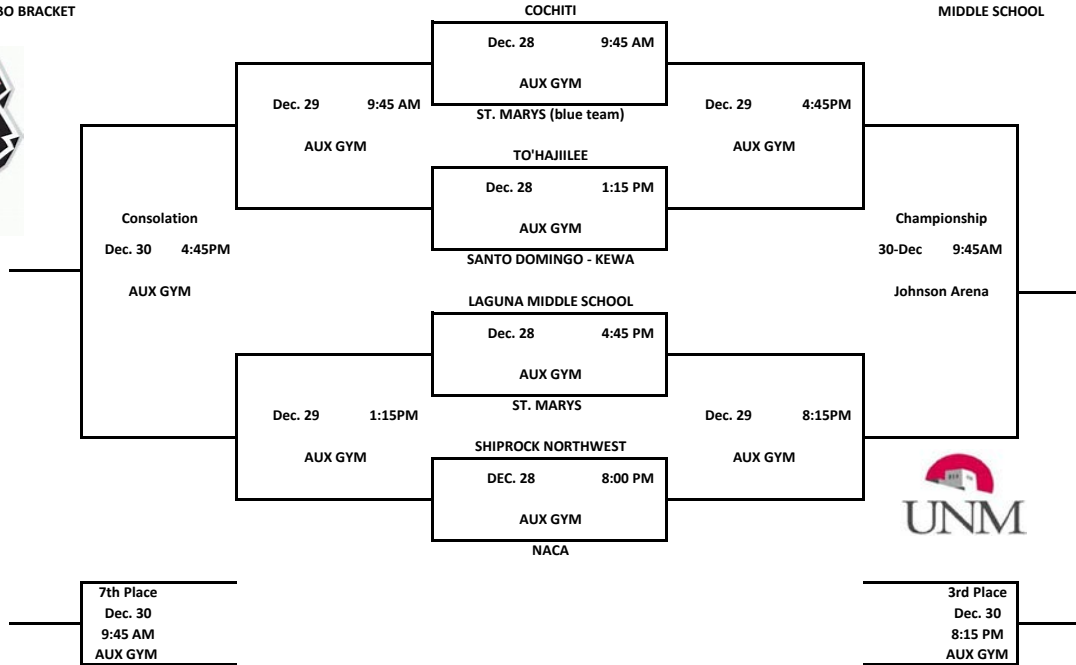 BO BRACKET
COCHITI
MIDDLE SCHOOL
Dec. 28 9:45 AM
AUX GYM
ST. MARYS (blue team)
Dec. 29 9:45 AM
AUX GYM
Dec. 29 4:45PM
AUX GYM
TO'HAJIILEE
Dec. 28 1:15 PM
AUX GYM
SANTO DOMINGO - KEWA
Consolation
Dec. 30 4:45PM
AUX GYM
Championship
30-Dec 9:45AM
Johnson Arena
LAGUNA MIDDLE SCHOOL
Dec. 28 4:45 PM
AUX GYM
ST. MARYS
Dec. 29 1:15PM
AUX GYM
Dec. 29 8:15PM
AUX GYM
SHIPROCK NORTHWEST
DEC. 28 8:00 PM
AUX GYM
NACA
UNM
7th Place
Dec. 30
9:45 AM
AUX GYM
3rd Place
Dec. 30
8:15 PM
AUX GYM